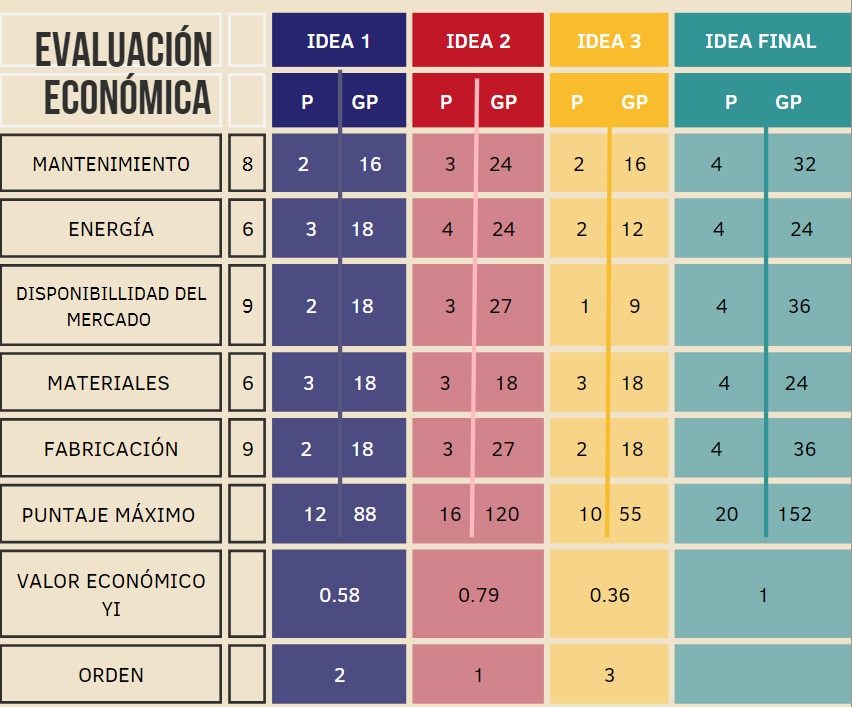 EVALUACIÓN
ECONÓMICA
IDEA 1 IDEA 2 IDEA 3 IDEA FINAL
P GP P GP P GP P GP
MANTENIMIENTO 8 2 16 3 24 2 16 4 32
ENERGÍA 6 3 18 4 24 2 12 4 24
DISPONIBILLIDAD DEL
MERCADO 9 2 18 3 27 1 9 4 36
MATERIALES 6 3 18 3 18 3 18 4 24
FABRICACIÓN 9 2 18 3 27 2 18 4 36
PUNTAJE MÁXIMO 12 88 16 120 10 55 20 152
VALOR ECONÓMICO
YI 0.58 0.79 0.36 1
ORDEN 2 1 3